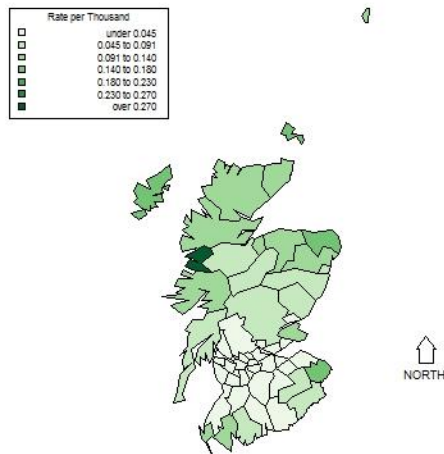 Rate per Thousand
under 0.045
0.045 to 0.091
0.091 to 0.140
0.140 to 0.180
0.180 to 0.230
0.230 to 0.270
over 0.270
NORTH